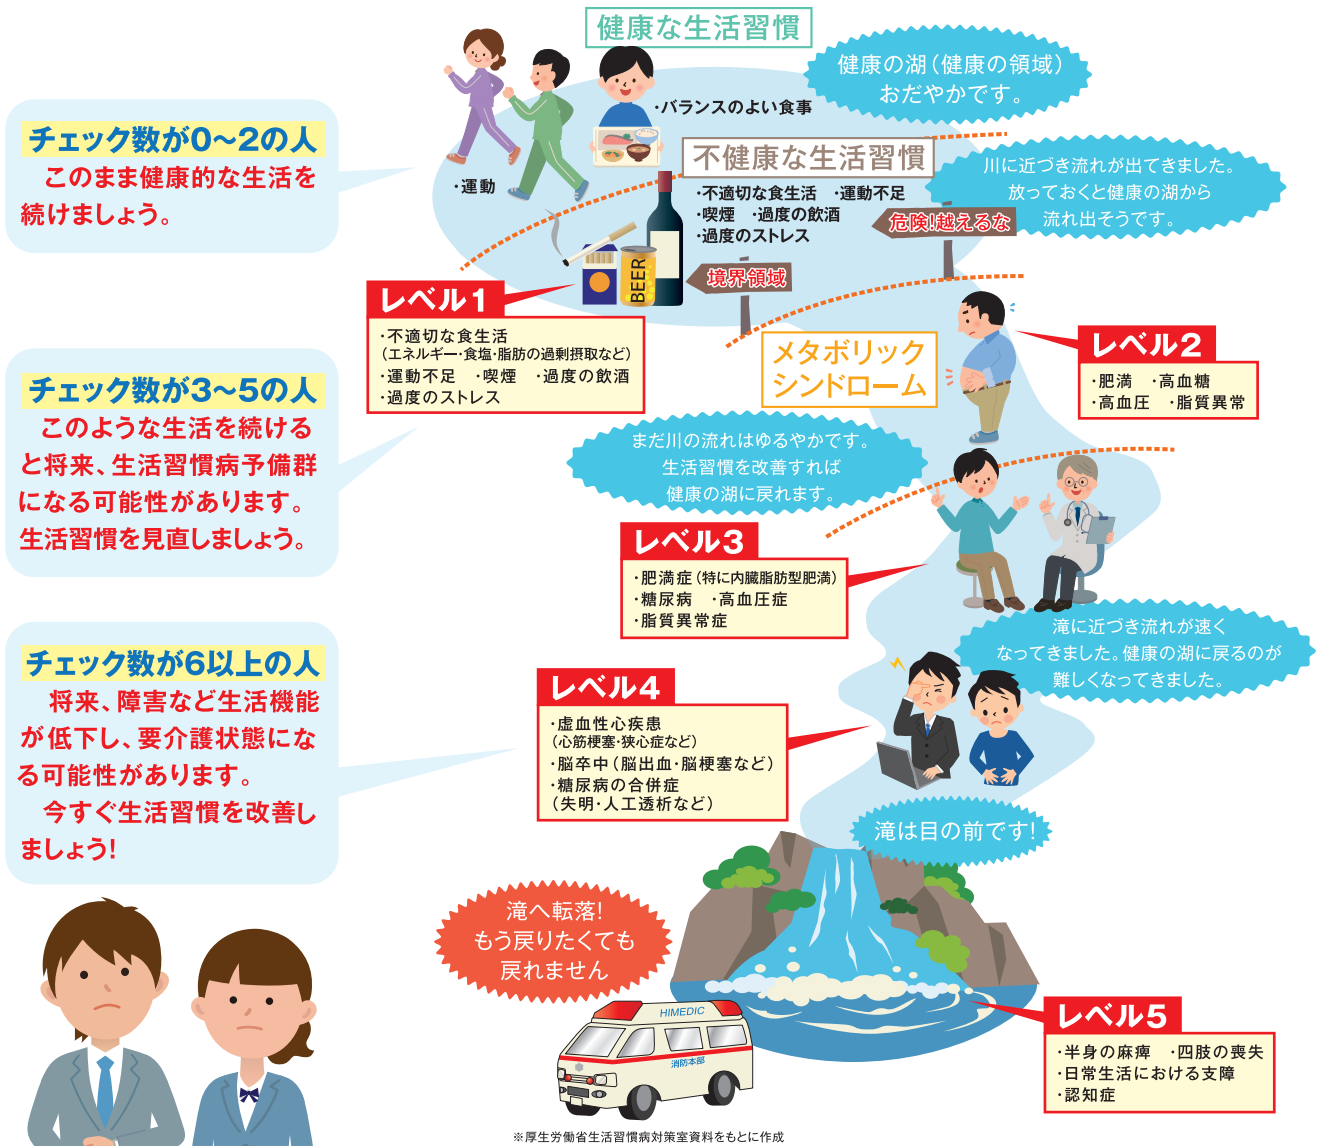 健康な生活習慣
健康の湖（健康の領域）
おだやかです。
・バランスのよい食事
・運動
不健康な生活習慣
・不適切な食生活　・運動不足
・喫煙　・過度の飲酒
・過度のストレス
川に近づき流れが出てきました。
放っておくと健康の湖から
流れ出そうです。
危険!越えるな
境界領域
BEER
チェック数が0〜2の人
このまま健康的な生活を
続けましょう。
レベル1
・不適切な食生活
（エネルギー・食塩・脂肪の過剰摂取など）
・運動不足　・喫煙　・過度の飲酒
・過度のストレス
メタボリック
シンドローム
レベル2
・肥満　・高血糖
・高血圧　・脂質異常
チェック数が3〜5の人
このような生活を続ける
と将来、生活習慣病予備群
になる可能性があります。
生活習慣を見直しましょう。
まだ川の流れはゆるやかです。
生活習慣を改善すれば
健康の湖に戻れます。
レベル3
・肥満症（特に内臓脂肪型肥満）
・糖尿病　・高血圧症
・脂質異常症
滝に近づき流れが速く
なってきました。健康の湖に戻るのが
難しくなってきました。
チェック数が6以上の人
将来、障害など生活機能
が低下し、要介護状態にな
る可能性があります。
今すぐ生活習慣を改善し
ましょう!
レベル4
・虚血性心疾患
（心筋梗塞・狭心症など）
・脳卒中（脳出血・脳梗塞など）
・糖尿病の合併症
（失明・人工透析など）
滝は目の前です!
滝へ転落!
もう戻りたくても
戻れません
HIMEDIC
消防本部
レベル5
・半身の麻痺　・四肢の喪失
・日常生活における支障
・認知症
※厚生労働省生活習慣病対策室資料をもとに作成